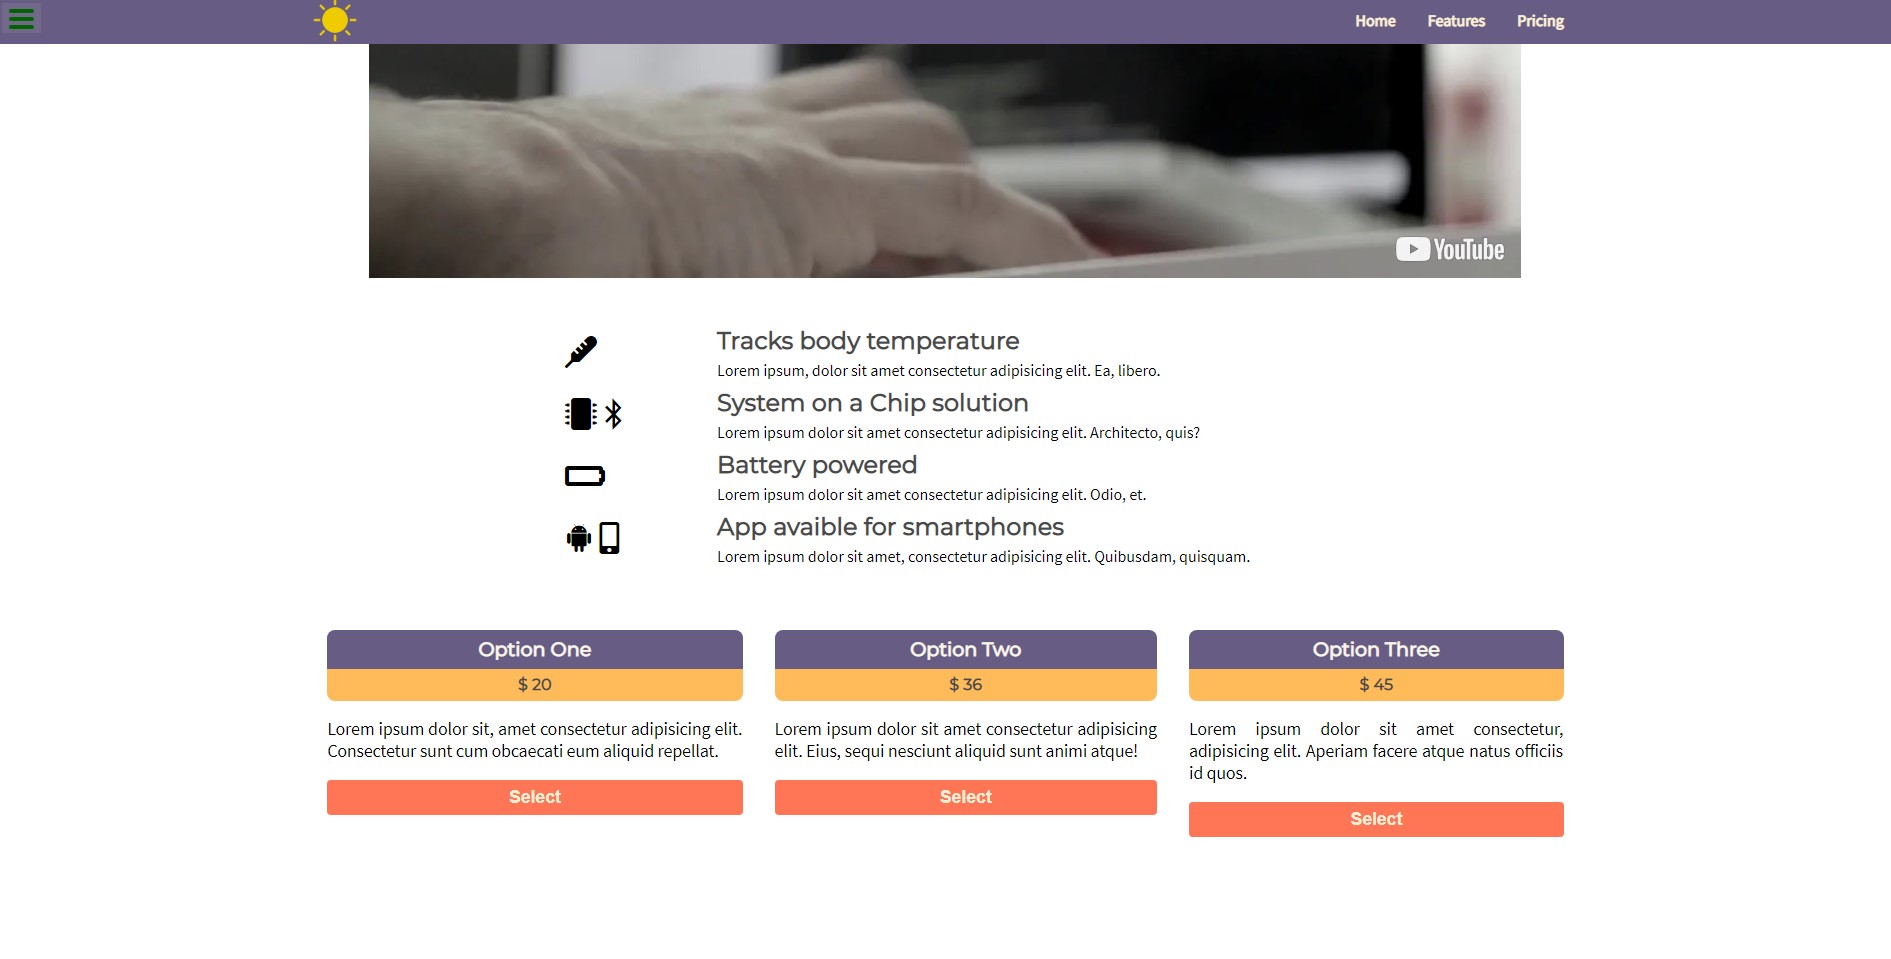 Home Features Pricing
YouTube
Tracks body temperature
Lorem ipsum, dolor sit amet consectetur adipisicing elit. Ea, libero.
System on a Chip solution
Lorem ipsum dolor sit amet consectetur adipisicing elit. Architecto, quis?
Battery powered
Lorem ipsum dolor sit amet consectetur adipisicing elit. Odio, et.
App avaible for smartphones
Lorem ipsum dolor sit amet, consectetur adipisicing elit. Quibusdam, quisquam.
Option One
$ 20
Lorem ipsum dolor sit, amet consectetur adipisicing elit.
Consectetur sunt cum obcaecati eum aliquid repellat.
Select
Option Two
$ 36
Lorem ipsum dolor sit amet consectetur adipisicing
elit. Eius, sequi nesciunt aliquid sunt animi atque!
Select
Option Three
$ 45
Lorem ipsum dolor sit amet consectetur,
adipisicing elit. Aperiam facere atque natus officiis
id quos.
Select